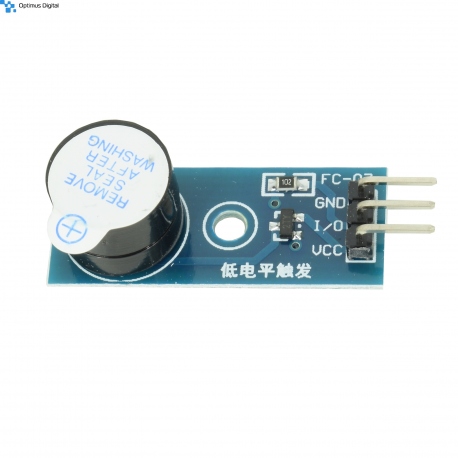 Optimus Digital
REMOVE
SEAL
AFTER
WASHING
+
102
FC-07
GND
I/O
VCC
低电平触发